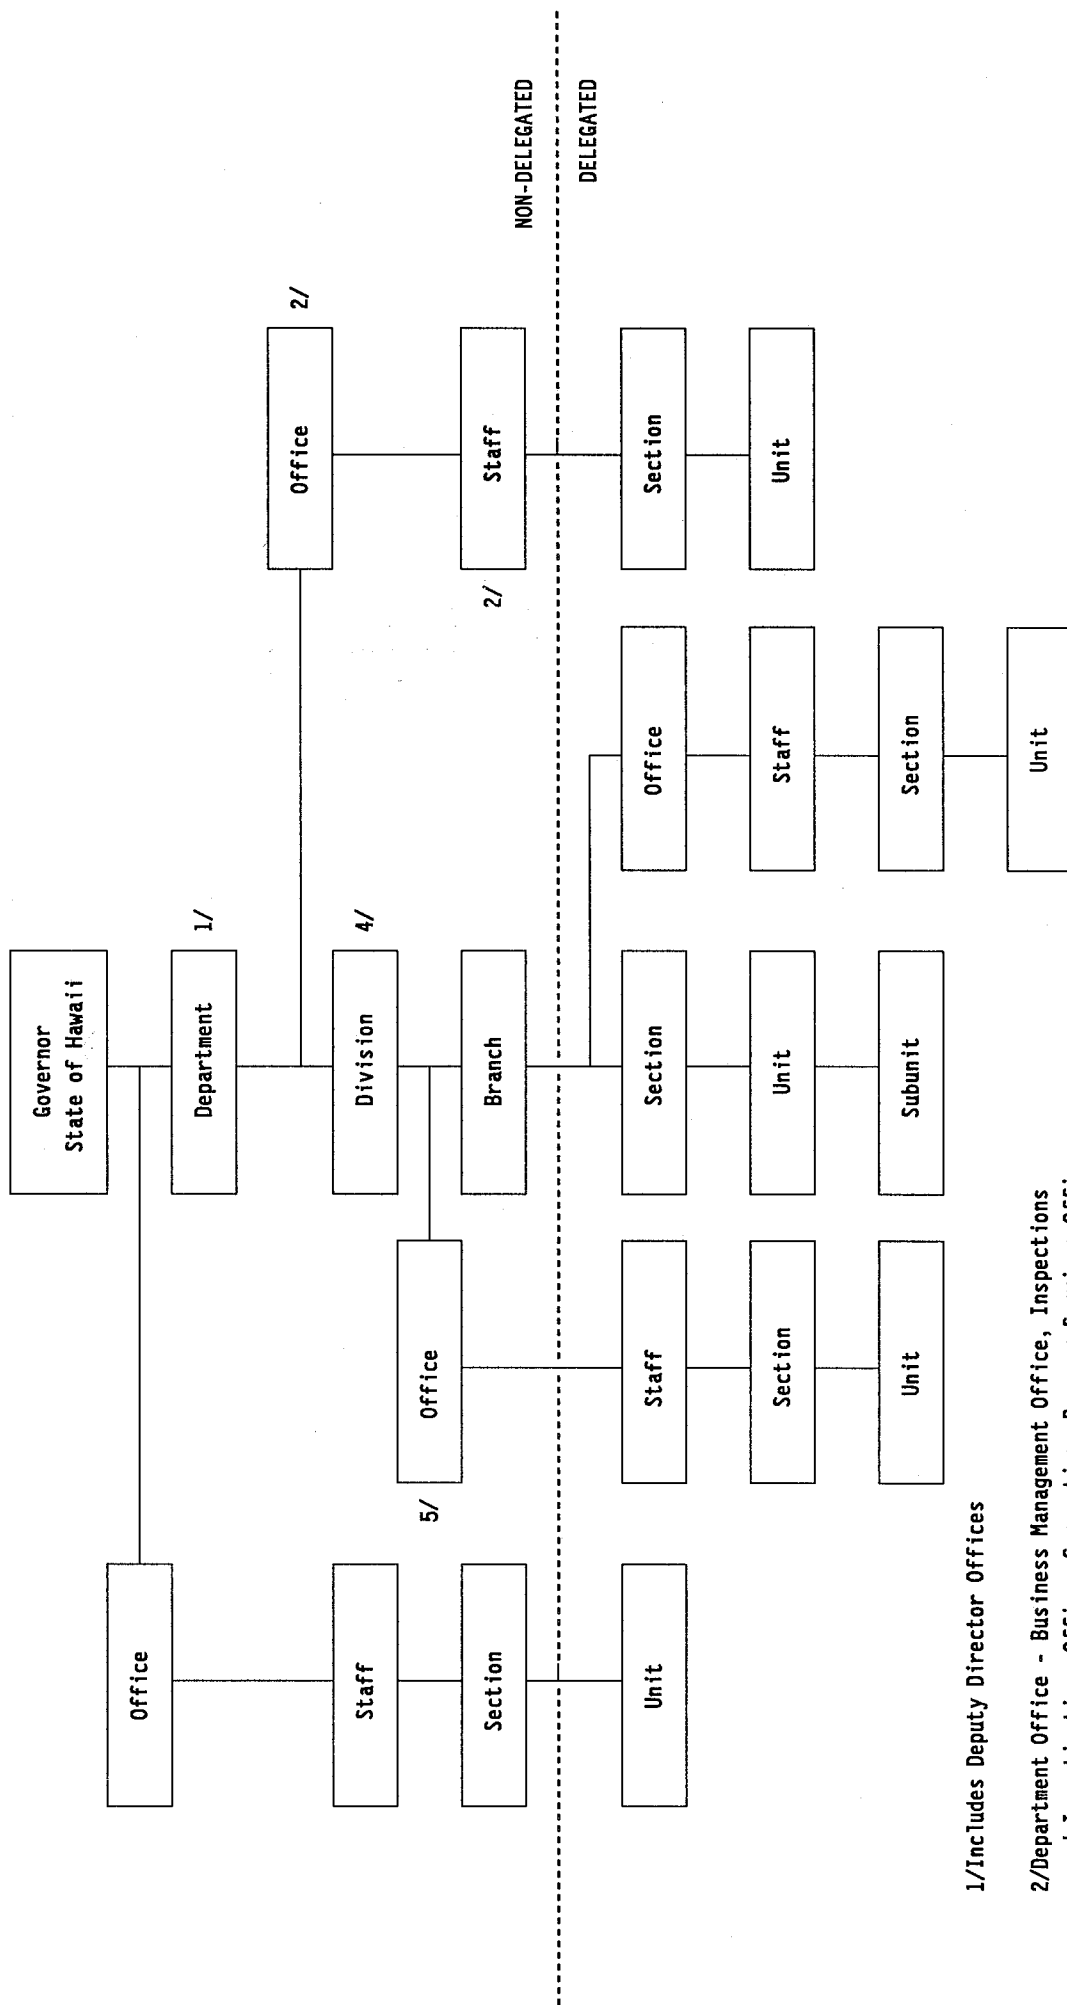 Governor
State of Hawaii
Department
1/
Office
2/
Office
Division
4/
Office
5/
Staff
Section
Branch
Staff
2/
NON-DELEGATED
DELEGATED
Unit
Staff
Section
Office
Section
Section
Unit
Staff
Unit
Unit
Subunit
Section
Unit
1/Includes Deputy Director Offices
2/Department Office - Business Management Office, Inspections